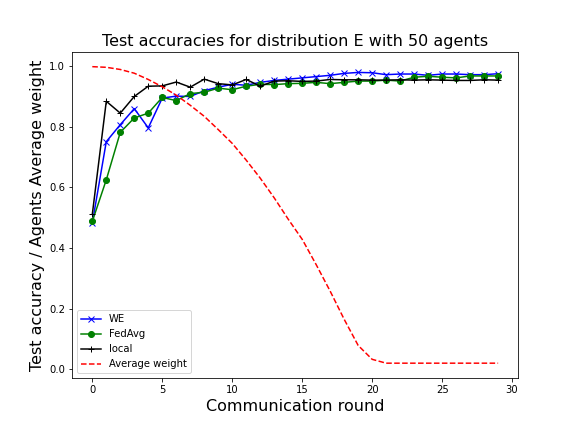 Test accuracies for distribution E with 50 agents
Test accuracy / Agents Average weight
1.0
0.8
0.6
0.4
0.2
0.0
WE
FedAvg
local
Average weight
0 5 10 15 20 25 30
Communication round